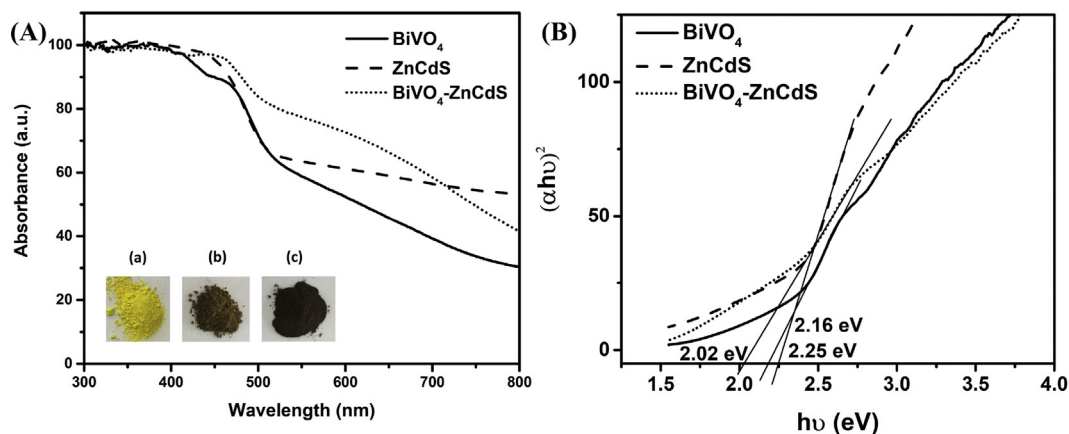 (A)
BiVO4
ZnCdS
BiVO4-ZnCdS
Absorbance (a.u.)
100
80
60
40
20
0
(a) (b) (c)
300 400 500 600 700 800
Wavelength (nm)
(B)
BiVO4
ZnCdS
BiVO4-ZnCdS
(αhυ)2
100
50
0
2.16 eV
2.02 eV 2.25 eV
1.5 2.0 2.5 3.0 3.5 4.0
hυ (eV)